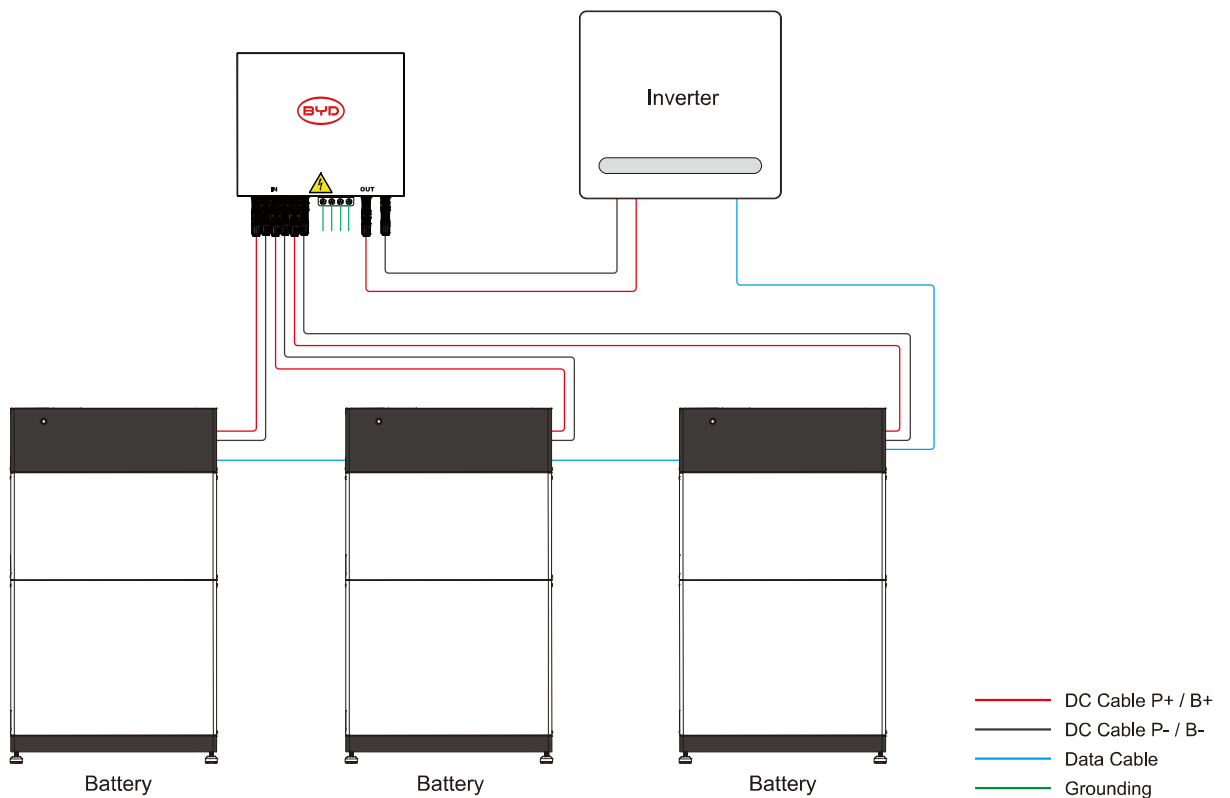 BYD
Inverter
IN
OUT
Battery
Battery
Battery
DC Cable P+ / B+
DC Cable P- / B-
Data Cable
Grounding